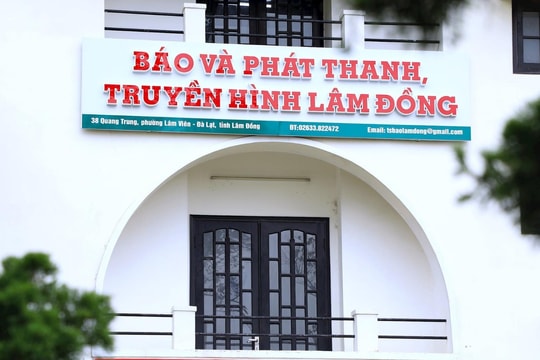 BÁO VÀ PHÁT THANH,
TRUYỀN HÌNH LÂM ĐỒNG
38 Quang Trung, phường Lâm Viên - Đà Lạt, tỉnh Lâm Đồng ĐT:02633.822472 Email: tsbaolamdong@gmail.com